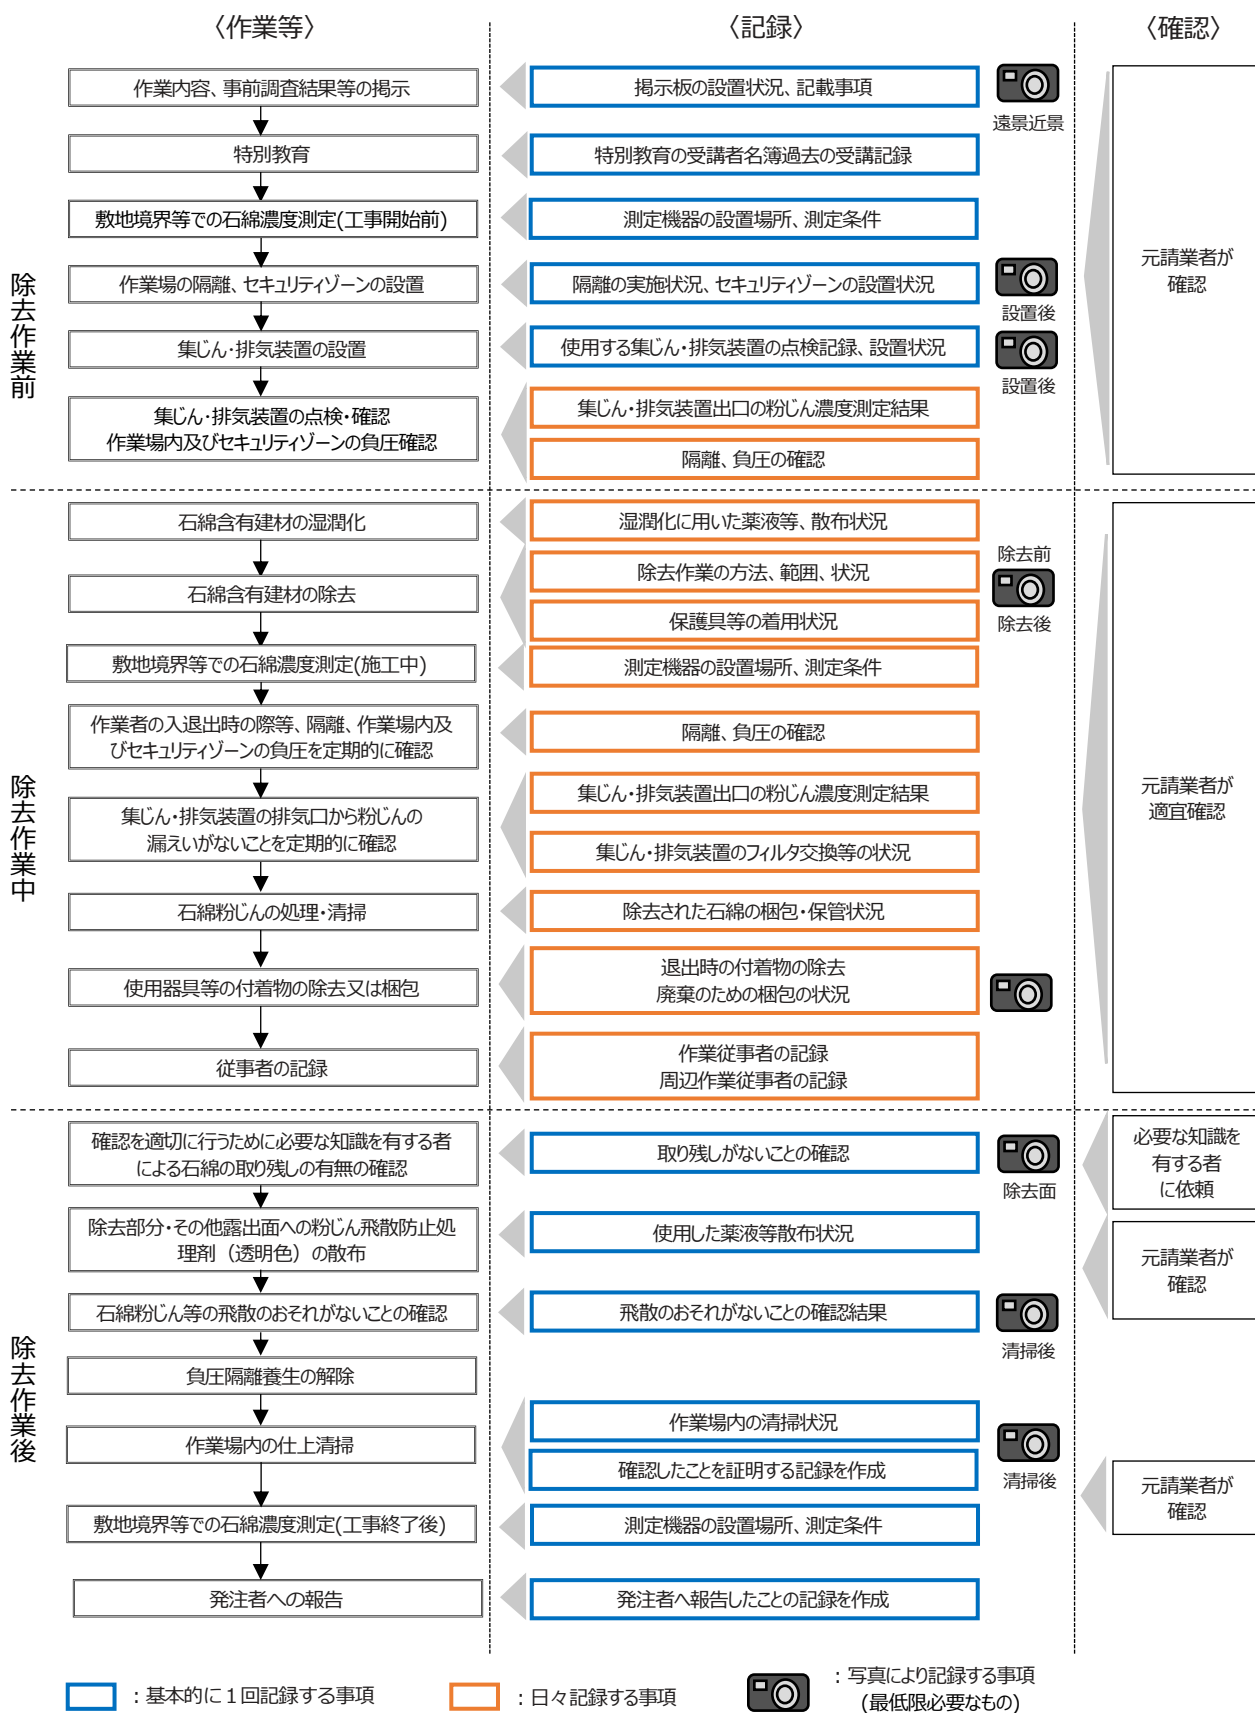 〈作業等〉
〈記録〉
〈確認〉
除去作業前
作業内容、事前調査結果等の掲示
掲示板の設置状況、記載事項
遠景近景
特別教育
特別教育の受講者名簿過去の受講記録
敷地境界等での石綿濃度測定(工事開始前)
測定機器の設置場所、測定条件
作業場の隔離、セキュリティゾーンの設置
隔離の実施状況、セキュリティゾーンの設置状況
設置後
集じん・排気装置の設置
使用する集じん・排気装置の点検記録、設置状況
設置後
集じん・排気装置の点検・確認
作業場内及びセキュリティゾーンの負圧確認
集じん・排気装置出口の粉じん濃度測定結果
隔離、負圧の確認
元請業者が
確認
除去作業中
石綿含有建材の湿潤化
湿潤化に用いた薬液等、散布状況
石綿含有建材の除去
除去作業の方法、範囲、状況
保護具等の着用状況
除去前
除去後
敷地境界等での石綿濃度測定(施工中)
測定機器の設置場所、測定条件
作業者の入退出時の際等、隔離、作業場内及
びセキュリティゾーンの負圧を定期的に確認
隔離、負圧の確認
集じん・排気装置の排気口から粉じんの
漏えいがないことを定期的に確認
集じん・排気装置出口の粉じん濃度測定結果
集じん・排気装置のフィルタ交換等の状況
石綿粉じんの処理・清掃
除去された石綿の梱包・保管状況
使用器具等の付着物の除去又は梱包
退出時の付着物の除去
廃棄のための梱包の状況
従事者の記録
作業従事者の記録
周辺作業従事者の記録
元請業者が
適宜確認
除去作業後
確認を適切に行うために必要な知識を有する者
による石綿の取り残しの有無の確認
取り残しがないことの確認
除去面
必要な知識を
有する者
に依頼
除去部分・その他露出面への粉じん飛散防止処
理剤（透明色）の散布
使用した薬液等散布状況
元請業者が
確認
石綿粉じん等の飛散のおそれがないことの確認
飛散のおそれがないことの確認結果
清掃後
負圧隔離養生の解除
作業場内の仕上清掃
作業場内の清掃状況
確認したことを証明する記録を作成
清掃後
元請業者が
確認
敷地境界等での石綿濃度測定(工事終了後)
測定機器の設置場所、測定条件
発注者への報告
発注者へ報告したことの記録を作成
：基本的に１回記録する事項
：日々記録する事項
：写真により記録する事項
(最低限必要なもの)